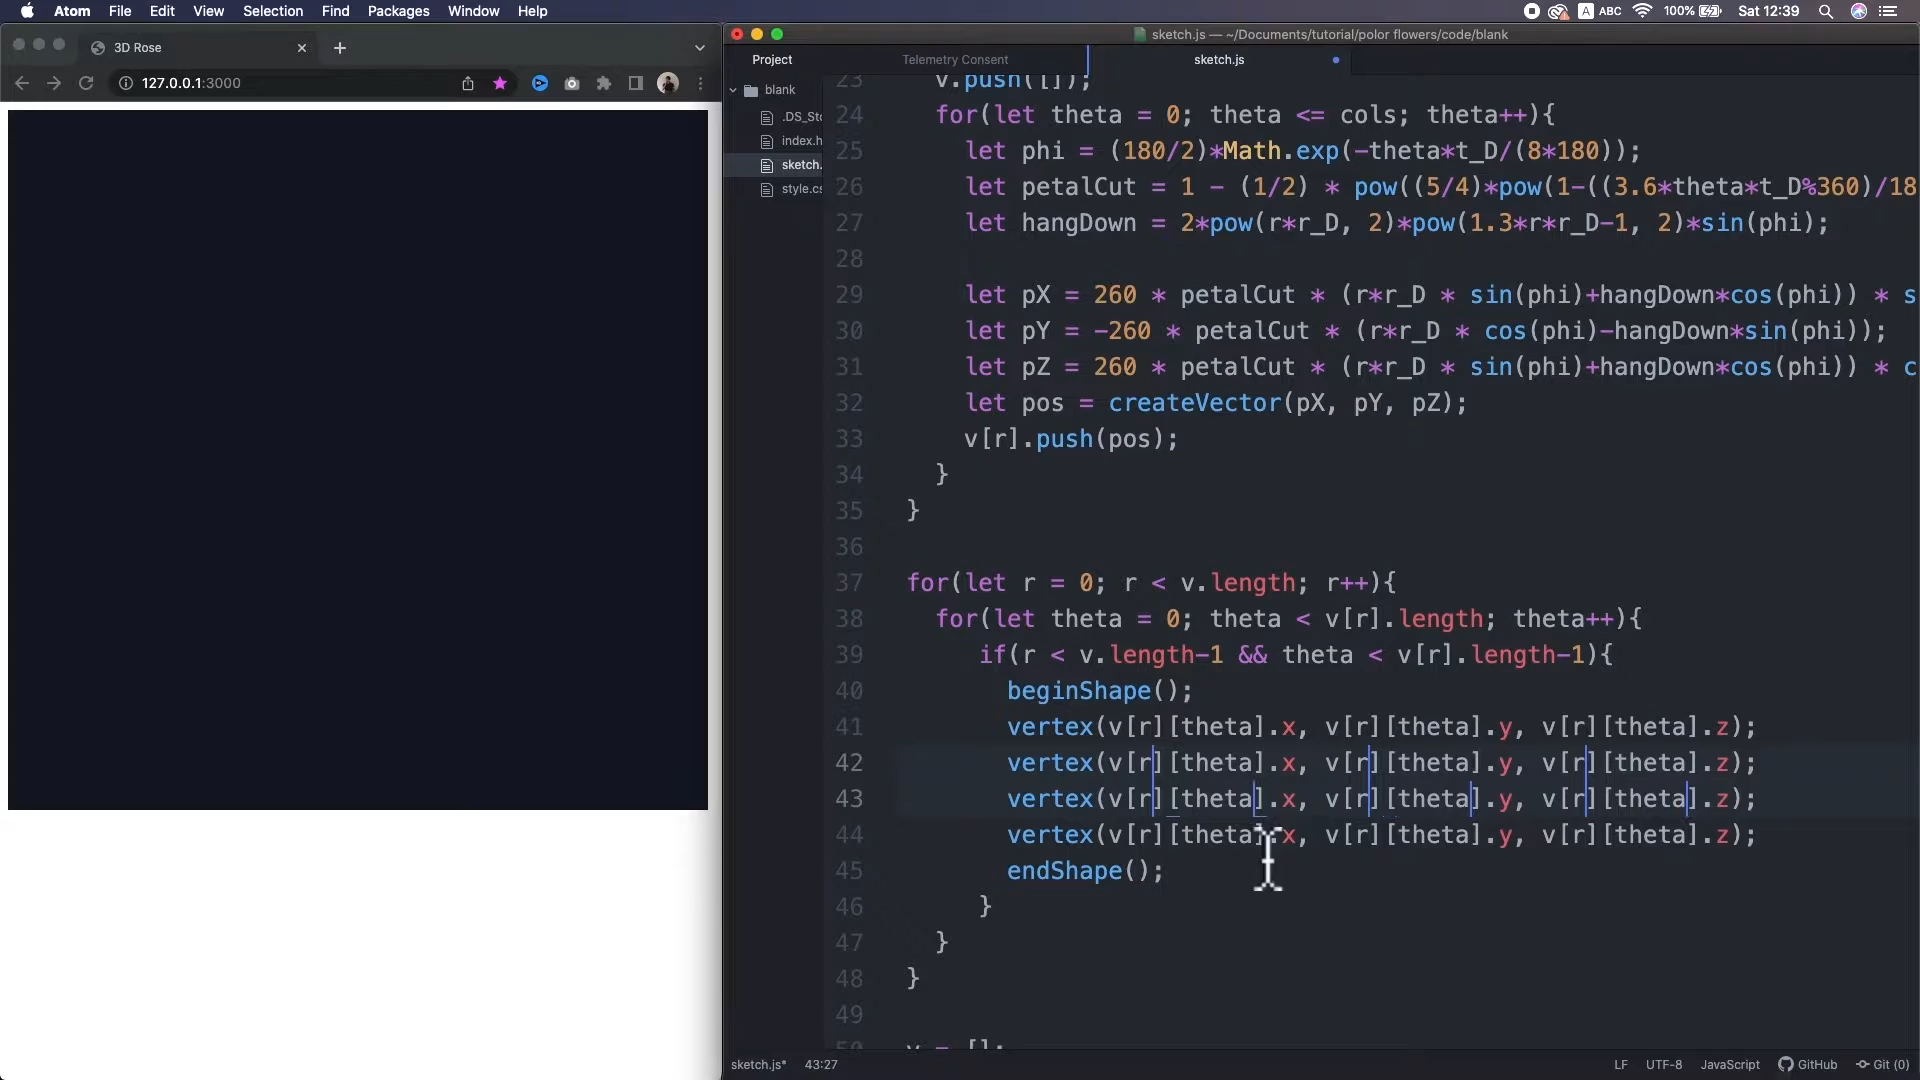 Atom File Edit View Selection Find Packages Window Help
A ABC 100% Sat 12:39
3D Rose
127.0.0.1:3000
sketch.js — ~/Documents/tutorial/polor flowers/code/blank
Project
Telemetry Consent
sketch.js
blank
.DS_Sto
index.h
sketch.
style.cs
23 v.push([]);
24 for(let theta = 0; theta <= cols; theta++){
25 let phi = (180/2)*Math.exp(-theta*t_D/(8*180));
26 let petalCut = 1 - (1/2) * pow((5/4)*pow(1-((3.6*theta*t_D%360)/18
27 let hangDown = 2*pow(r*r_D, 2)*pow(1.3*r*r_D-1, 2)*sin(phi);
28
29 let pX = 260 * petalCut * (r*r_D * sin(phi)+hangDown*cos(phi)) * s
30 let pY = -260 * petalCut * (r*r_D * cos(phi)-hangDown*sin(phi));
31 let pZ = 260 * petalCut * (r*r_D * sin(phi)+hangDown*cos(phi)) * c
32 let pos = createVector(pX, pY, pZ);
33 v[r].push(pos);
34 }
35 }
36
37 for(let r = 0; r < v.length; r++){
38 for(let theta = 0; theta < v[r].length; theta++){
39 if(r < v.length-1 && theta < v[r].length-1){
40 beginShape();
41 vertex(v[r][theta].x, v[r][theta].y, v[r][theta].z);
42 vertex(v[r][theta].x, v[r][theta].y, v[r][theta].z);
43 vertex(v[r][theta].x, v[r][theta].y, v[r][theta].z);
44 vertex(v[r][theta].x, v[r][theta].y, v[r][theta].z);
45 endShape();
46 }
47 }
48 }
49
50 v = [];
sketch.js* 43:27
LF UTF-8 JavaScript GitHub Git (0)